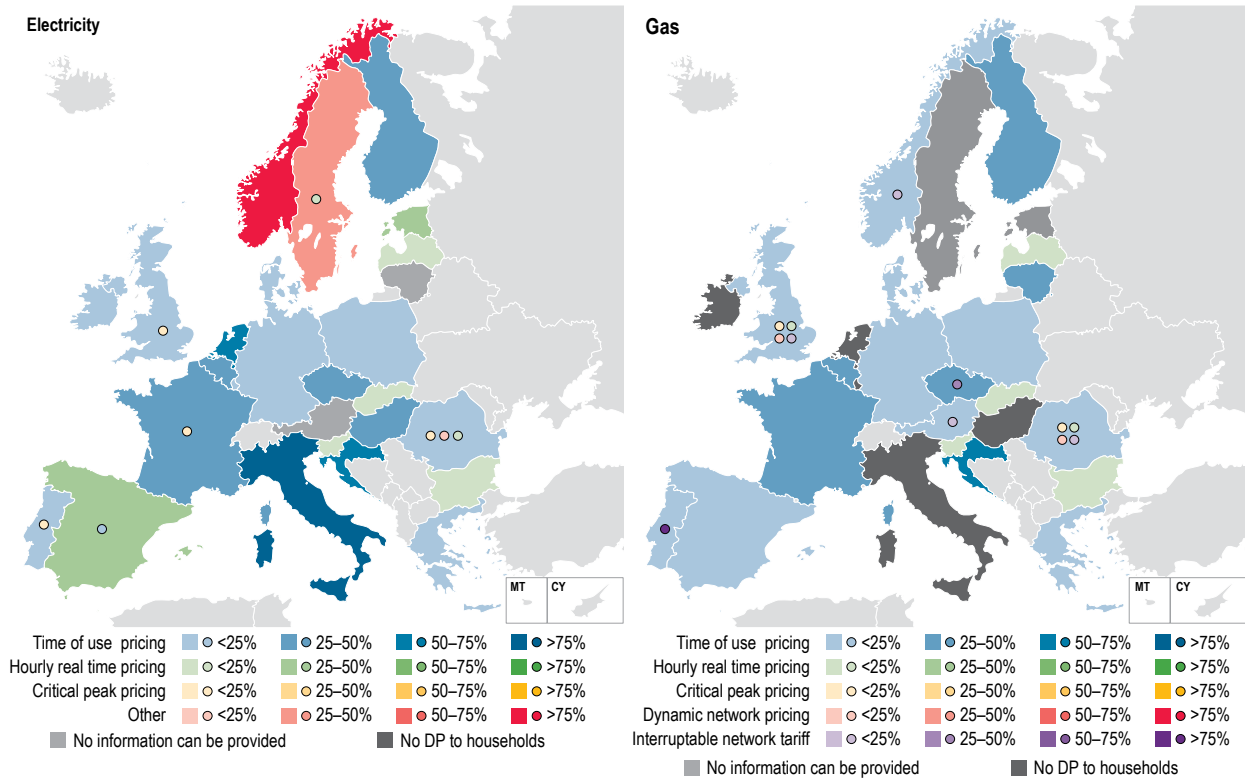 Electricity
MT CY
Time of use pricing <25% 25–50% 50–75% >75%
Hourly real time pricing <25% 25–50% 50–75% >75%
Critical peak pricing <25% 25–50% 50–75% >75%
Other <25% 25–50% 50–75% >75%
No information can be provided No DP to households
Gas
MT CY
Time of use pricing <25% 25–50% 50–75% >75%
Hourly real time pricing <25% 25–50% 50–75% >75%
Critical peak pricing <25% 25–50% 50–75% >75%
Dynamic network pricing <25% 25–50% 50–75% >75%
Interruptable network tariff <25% 25–50% 50–75% >75%
No information can be provided No DP to households